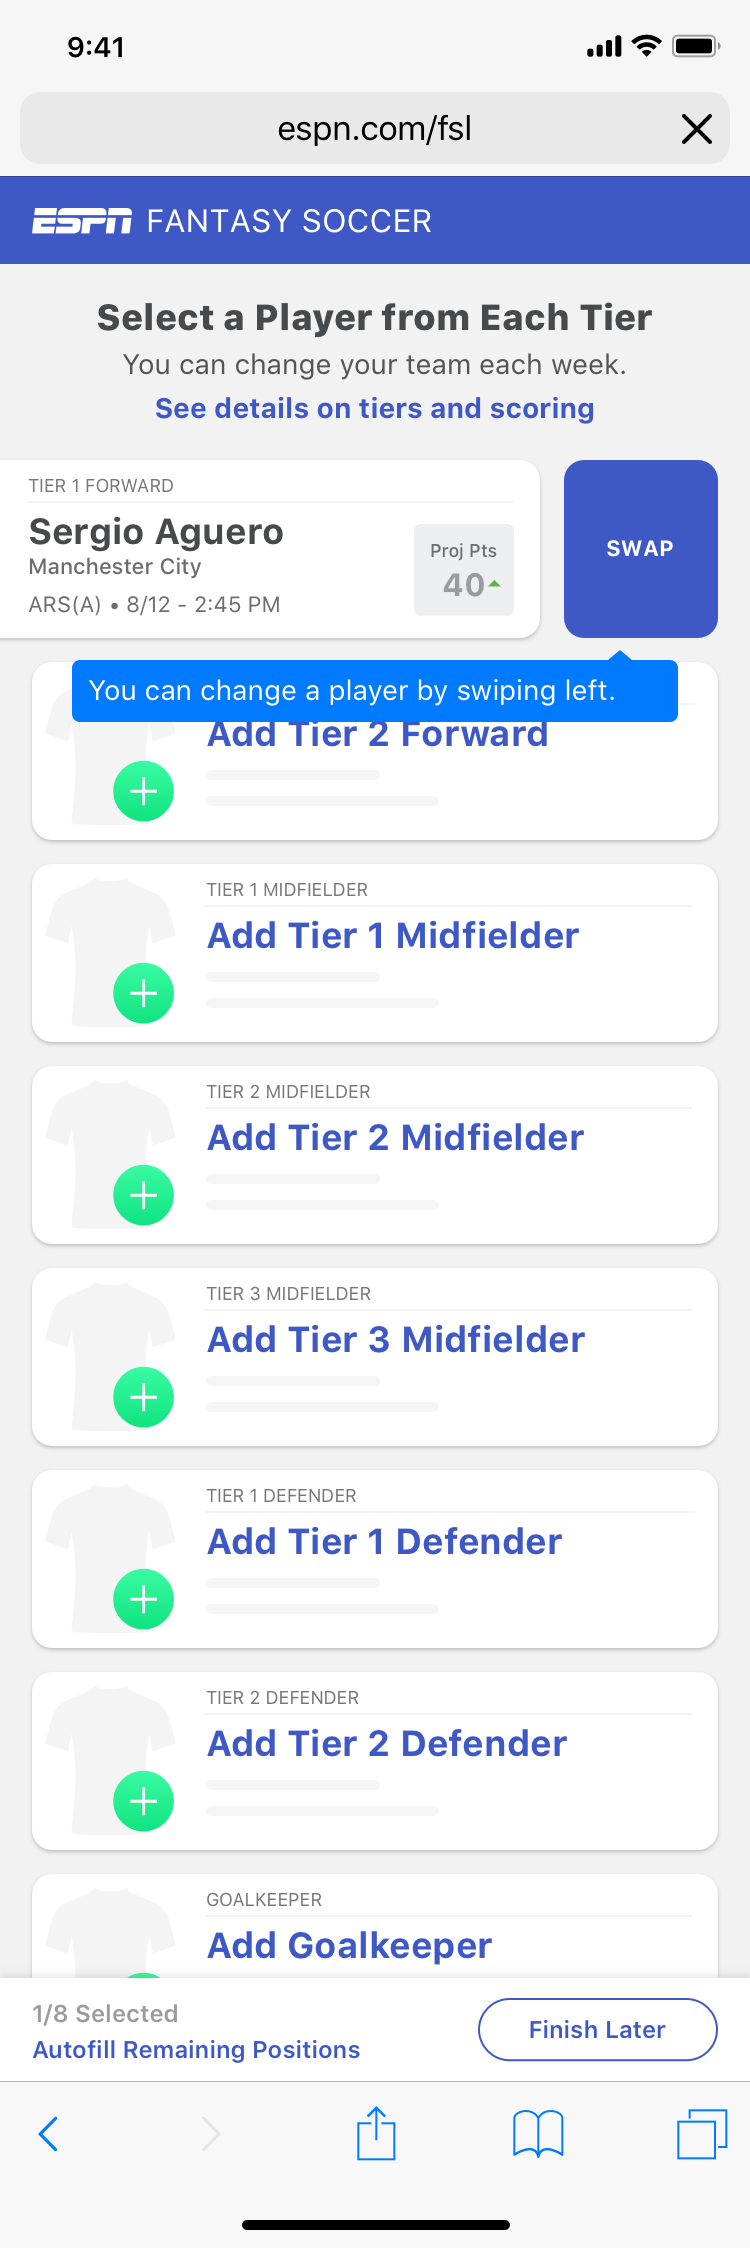 9:41
espn.com/fsl
ESPN FANTASY SOCCER
Select a Player from Each Tier
You can change your team each week.
See details on tiers and scoring
TIER 1 FORWARD
Sergio Aguero
Manchester City
ARS(A) • 8/12 - 2:45 PM
Proj Pts
40
SWAP
You can change a player by swiping left.
Add Tier 2 Forward
TIER 1 MIDFIELDER
Add Tier 1 Midfielder
TIER 2 MIDFIELDER
Add Tier 2 Midfielder
TIER 3 MIDFIELDER
Add Tier 3 Midfielder
TIER 1 DEFENDER
Add Tier 1 Defender
TIER 2 DEFENDER
Add Tier 2 Defender
GOALKEEPER
Add Goalkeeper
1/8 Selected
Autofill Remaining Positions
Finish Later